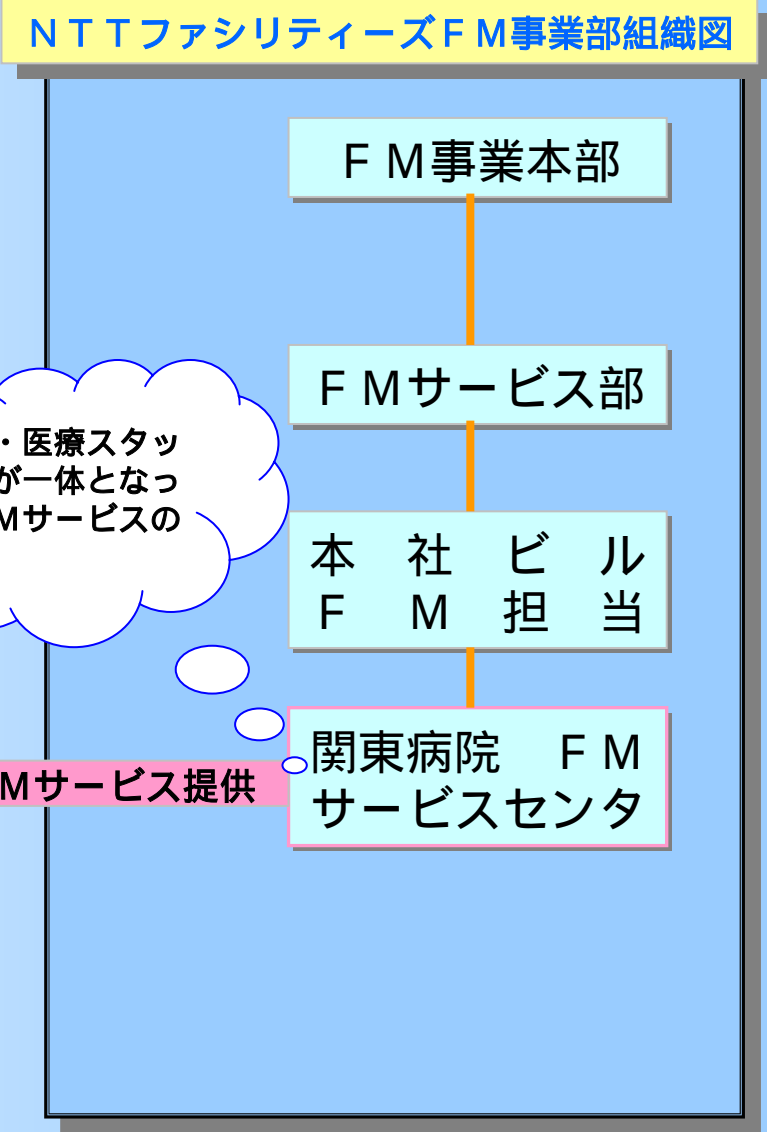 ＮＴＴファシリティーズＦＭ事業部組織図
ＦＭ事業本部
ＦＭサービス部
・医療スタッ
が一体となっ
Ｍサービスの
本　社　ビ　ル
Ｆ　Ｍ　担　当
関東病院　ＦＭ
サービスセンタ
Ｍサービス提供